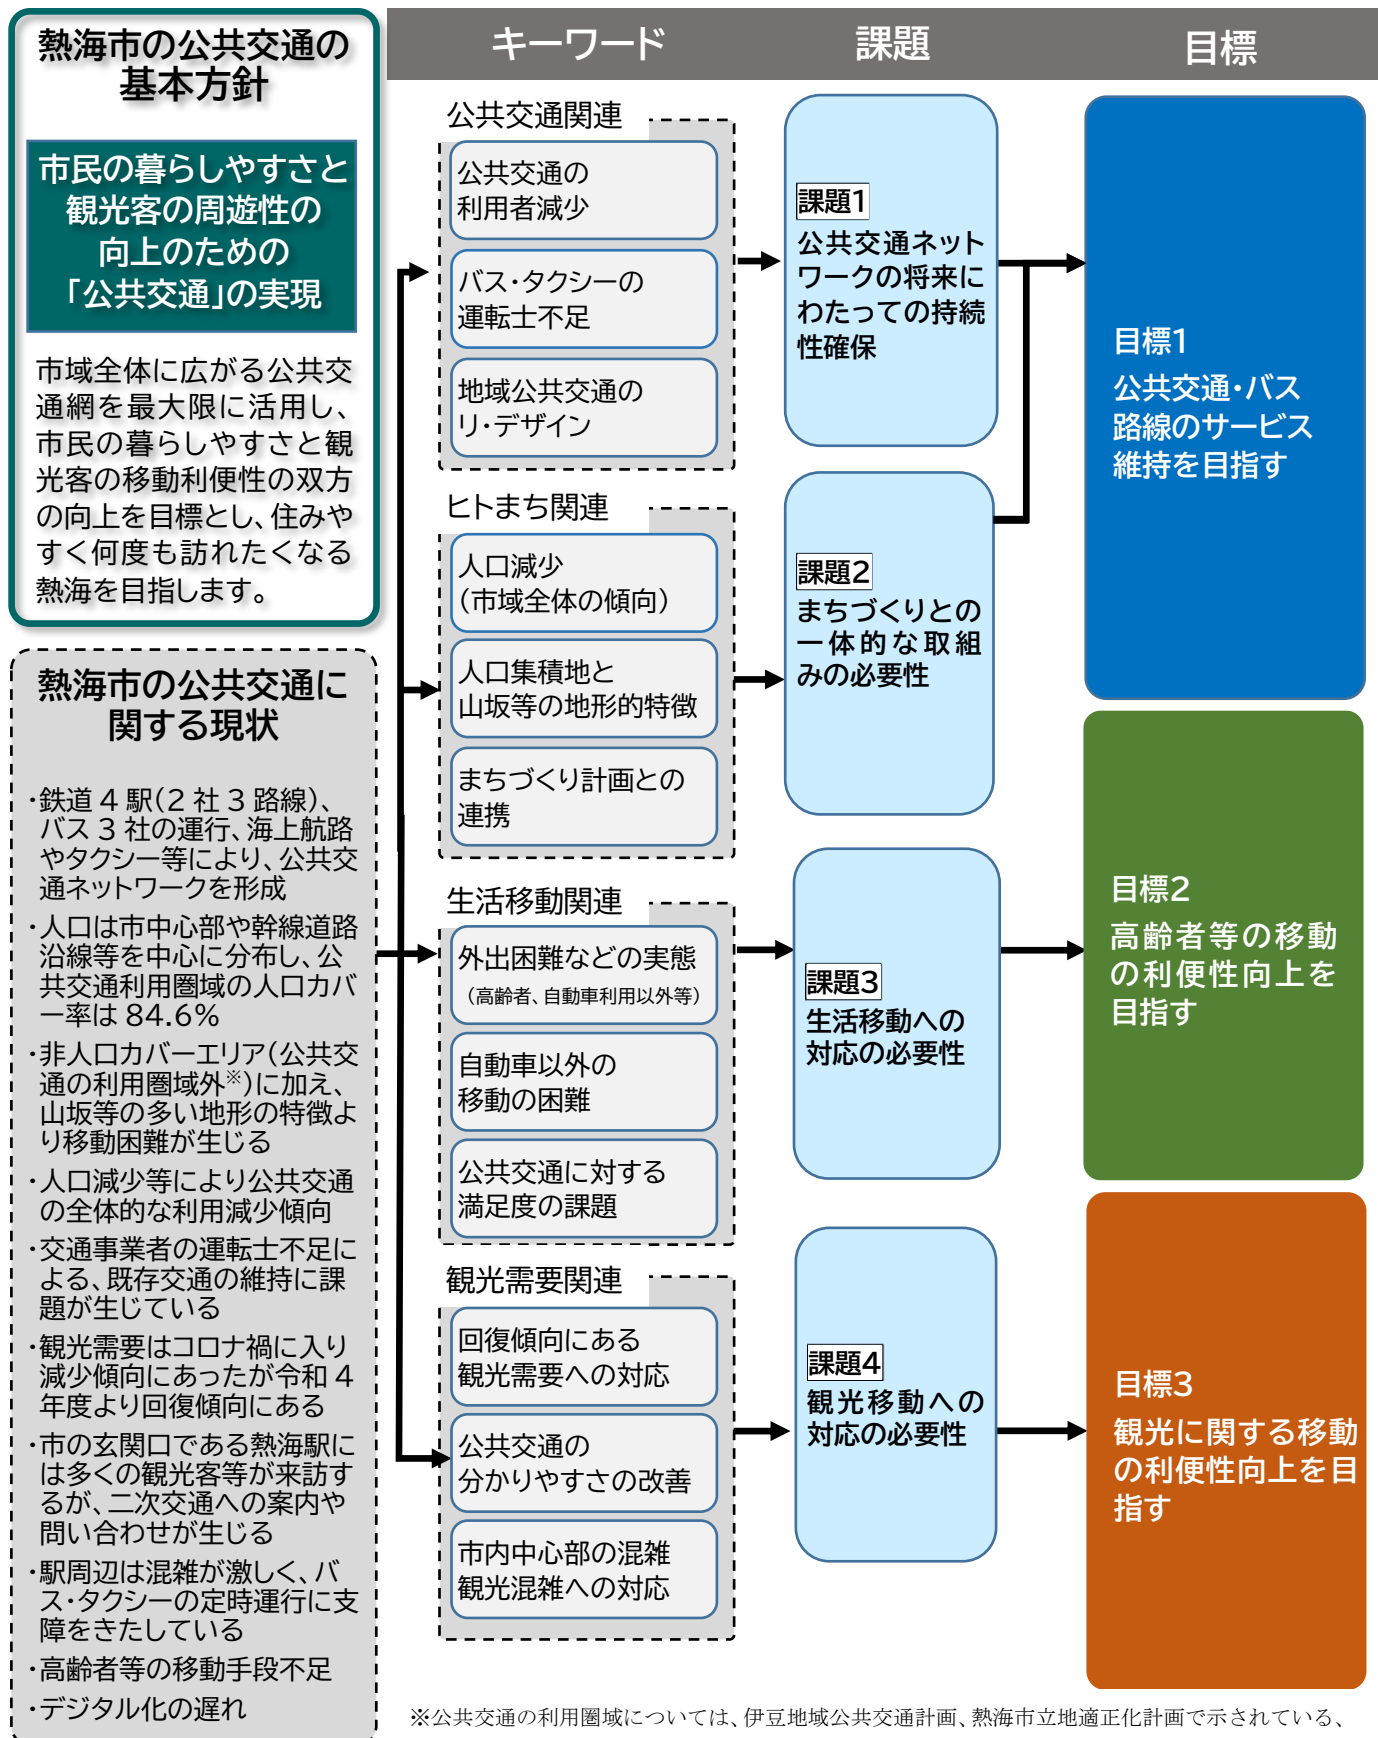 熱海市の公共交通の
基本方針
市民の暮らしやすさと
観光客の周遊性の
向上のための
「公共交通」の実現
市域全体に広がる公共交
通網を最大限に活用し、
市民の暮らしやすさと観
光客の移動利便性の双方
の向上を目標とし、住みや
すく何度も訪れたくなる
熱海を目指します。
熱海市の公共交通に
関する現状
・鉄道4駅(2社3路線)、
バス3社の運行、海上航路
やタクシー等により、公共交
通ネットワークを形成
・人口は市中心部や幹線道路
沿線等を中心に分布し、公
共交通利用圏域の人口カバ
ー率は84.6%
・非人口カバーエリア(公共交
通の利用圏域外※)に加え、
山坂等の多い地形の特徴よ
り移動困難が生じる
・人口減少等により公共交通
の全体的な利用減少傾向
・交通事業者の運転士不足に
よる、既存交通の維持に課
題が生じている
・観光需要はコロナ禍に入り
減少傾向にあったが令和4
年度より回復傾向にある
・市の玄関口である熱海駅に
は多くの観光客等が来訪す
るが、二次交通への案内や
問い合わせが生じる
・駅周辺は混雑が激しく、バ
ス・タクシーの定時運行に支
障をきたしている
・高齢者等の移動手段不足
・デジタル化の遅れ
キーワード
課題
目標
公共交通関連
公共交通の
利用者減少
バス・タクシーの
運転士不足
地域公共交通の
リ・デザイン
ヒトまち関連
人口減少
(市域全体の傾向)
人口集積地と
山坂等の地形的特徴
まちづくり計画との
連携
生活移動関連
外出困難などの実態
(高齢者、自動車利用以外等)
自動車以外の
移動の困難
公共交通に対する
満足度の課題
観光需要関連
回復傾向にある
観光需要への対応
公共交通の
分かりやすさの改善
市内中心部の混雑
観光混雑への対応
課題1
公共交通ネット
ワークの将来に
わたっての持続
性確保
課題2
まちづくりとの
一体的な取組
みの必要性
課題3
生活移動への
対応の必要性
課題4
観光移動への
対応の必要性
目標1
公共交通・バス
路線のサービス
維持を目指す
目標2
高齢者等の移動
の利便性向上を
目指す
目標3
観光に関する移動
の利便性向上を目
指す
※公共交通の利用圏域については、伊豆地域公共交通計画、熱海市立地適正化計画で示されている、